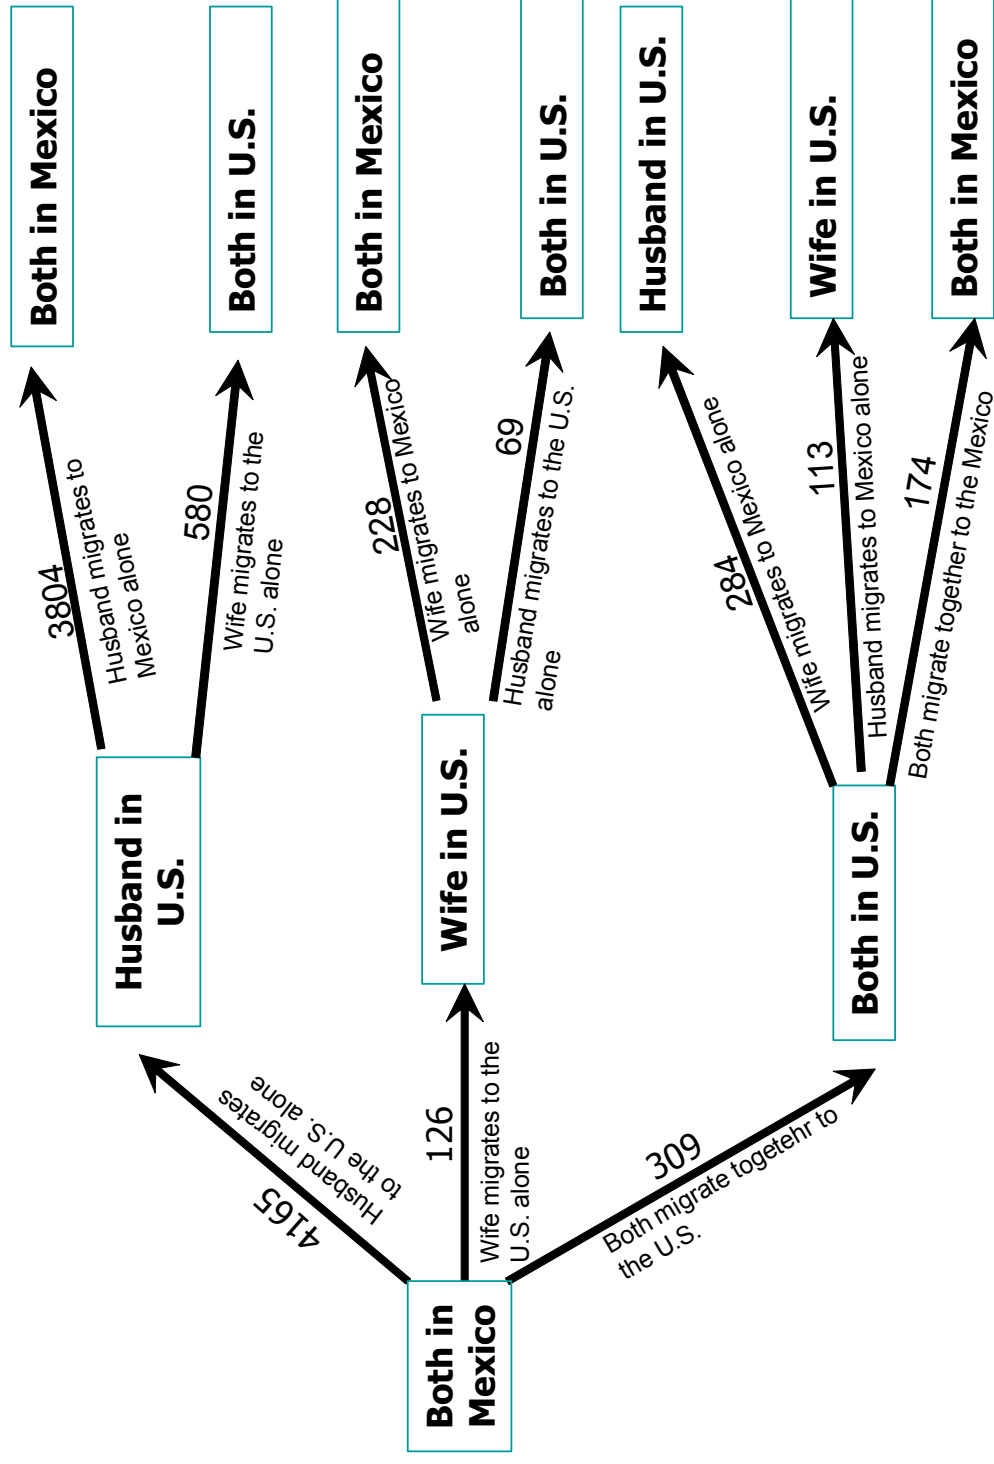 Both in
Mexico
4165
Husband migrates
to the U.S. alone
126
Wife migrates to the
U.S. alone
309
Both migrate togetehr to
the U.S.
Husband in
U.S.
3804
Husband migrates to
Mexico alone
Both in Mexico
580
Wife migrates to the
U.S. alone
Both in U.S.
Wife in U.S.
228
Wife migrates to Mexico
alone
Both in Mexico
69
Husband migrates to the U.S.
alone
Both in U.S.
Both in U.S.
284
Wife migrates to Mexico alone
Husband in U.S.
113
Husband migrates to Mexico alone
Wife in U.S.
174
Both migrate together to the Mexico
Both in Mexico